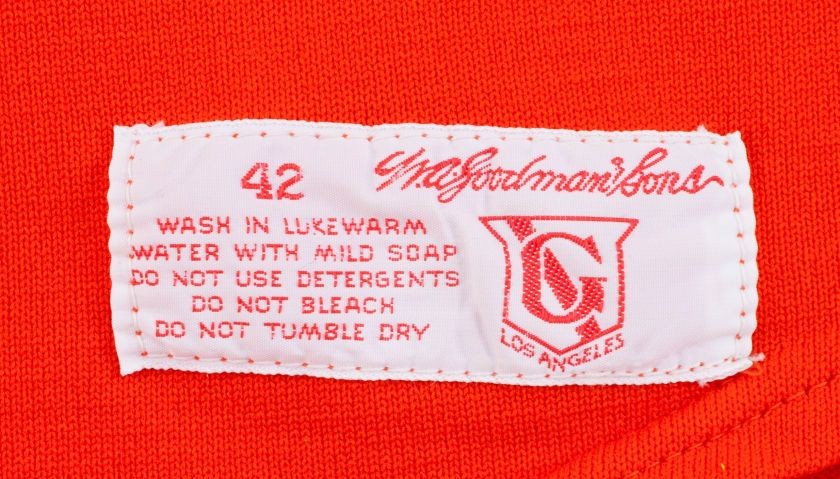 42
Wm. A. Goodman & Sons
WASH IN LUKEWARM
WATER WITH MILD SOAP
DO NOT USE DETERGENTS
DO NOT BLEACH
DO NOT TUMBLE DRY
G
LOS ANGELES